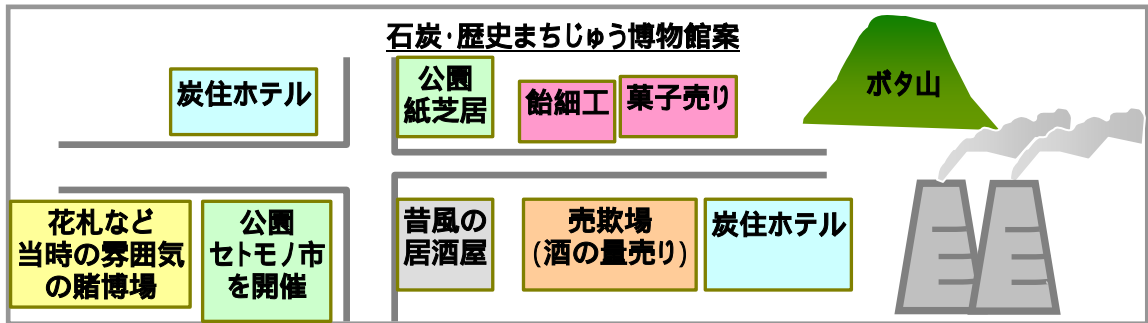 石炭・歴史まちじゅう博物館案
炭住ホテル
公園
紙芝居
飴細工
菓子売り
ボタ山
花札など
当時の雰囲気
の賭博場
公園
セトモノ市
を開催
昔風の
居酒屋
売欺場
(酒の量売り)
炭住ホテル